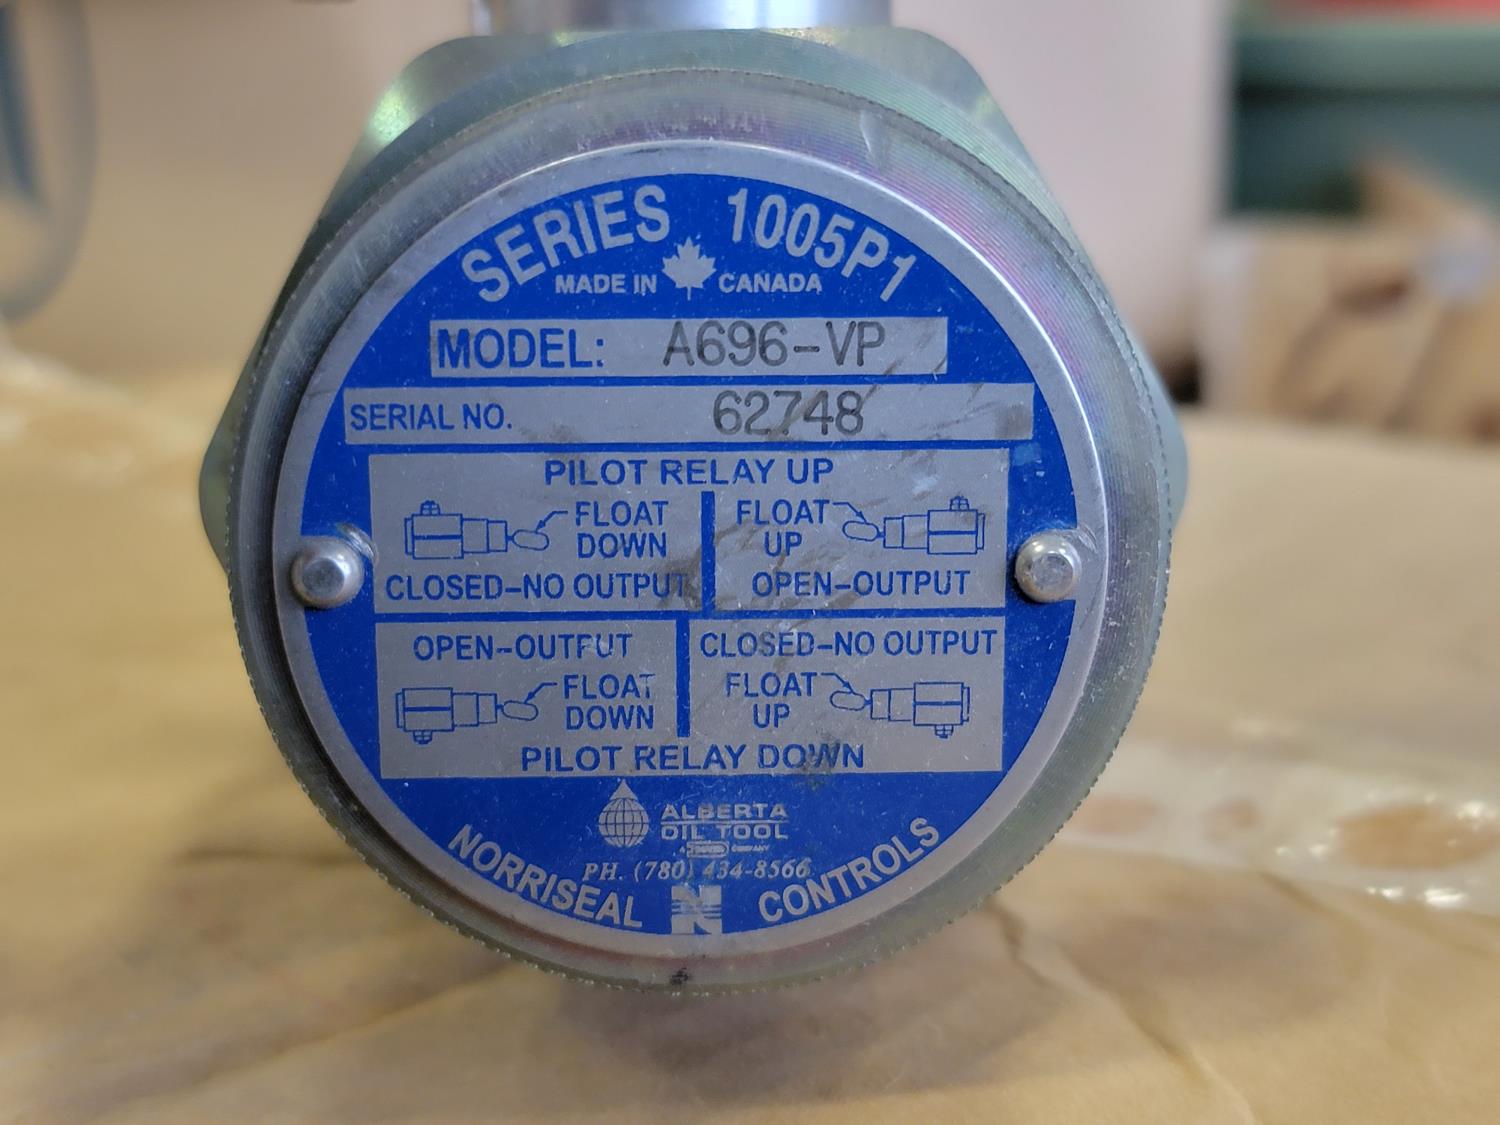 SERIES 1005P1
MADE IN CANADA
MODEL: A696-VP
SERIAL NO. 62748
PILOT RELAY UP
FLOAT DOWN
CLOSED-NO OUTPUT
FLOAT UP
OPEN-OUTPUT
OPEN-OUTPUT
FLOAT DOWN
CLOSED-NO OUTPUT
FLOAT UP
PILOT RELAY DOWN
ALBERTA
OIL TOOL
A COMPANY
PH. (780) 434-8566
NORRISEAL N CONTROLS